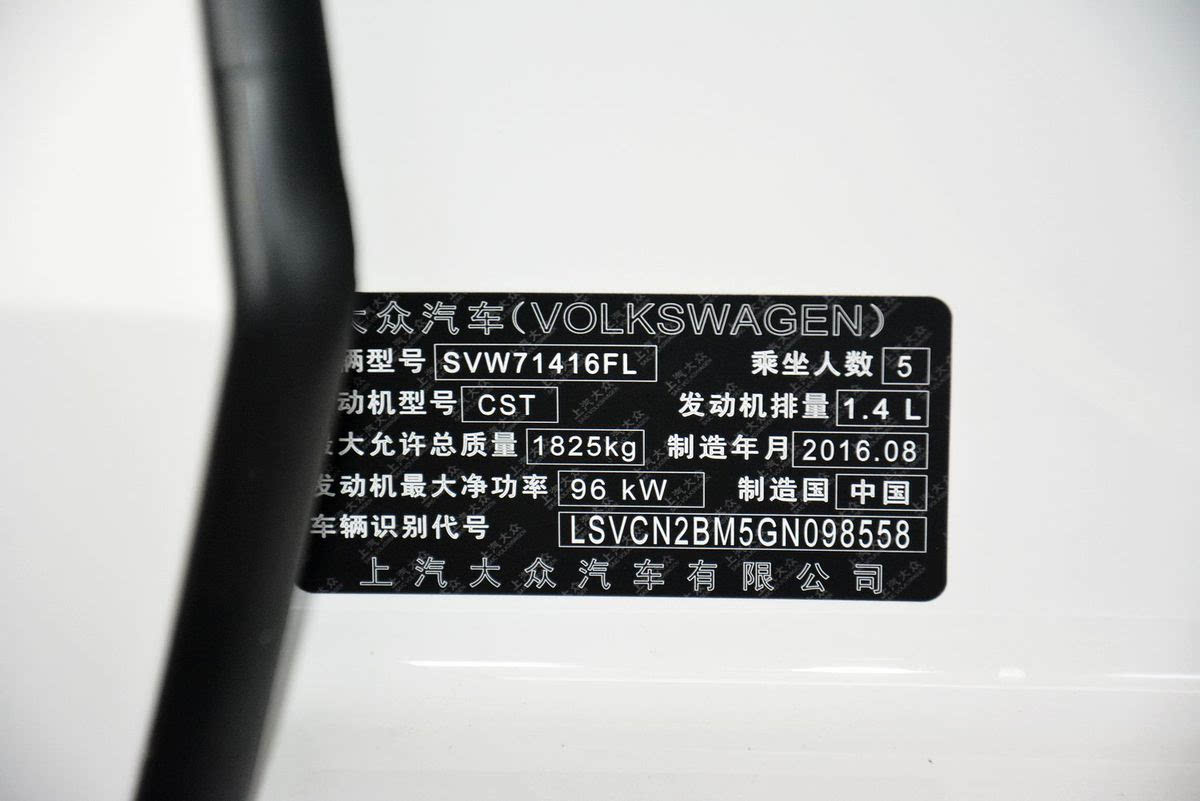 大众汽车(VOLKSWAGEN)
辆型号 SVW71416FL 乘坐人数 5
动机型号 CST 发动机排量 1.4 L
最大允许总质量 1825kg 制造年月 2016.08
发动机最大净功率 96 kW 制造国 中国
车辆识别代号 LSVCN2BM5GN098558
上汽大众汽车有限公司